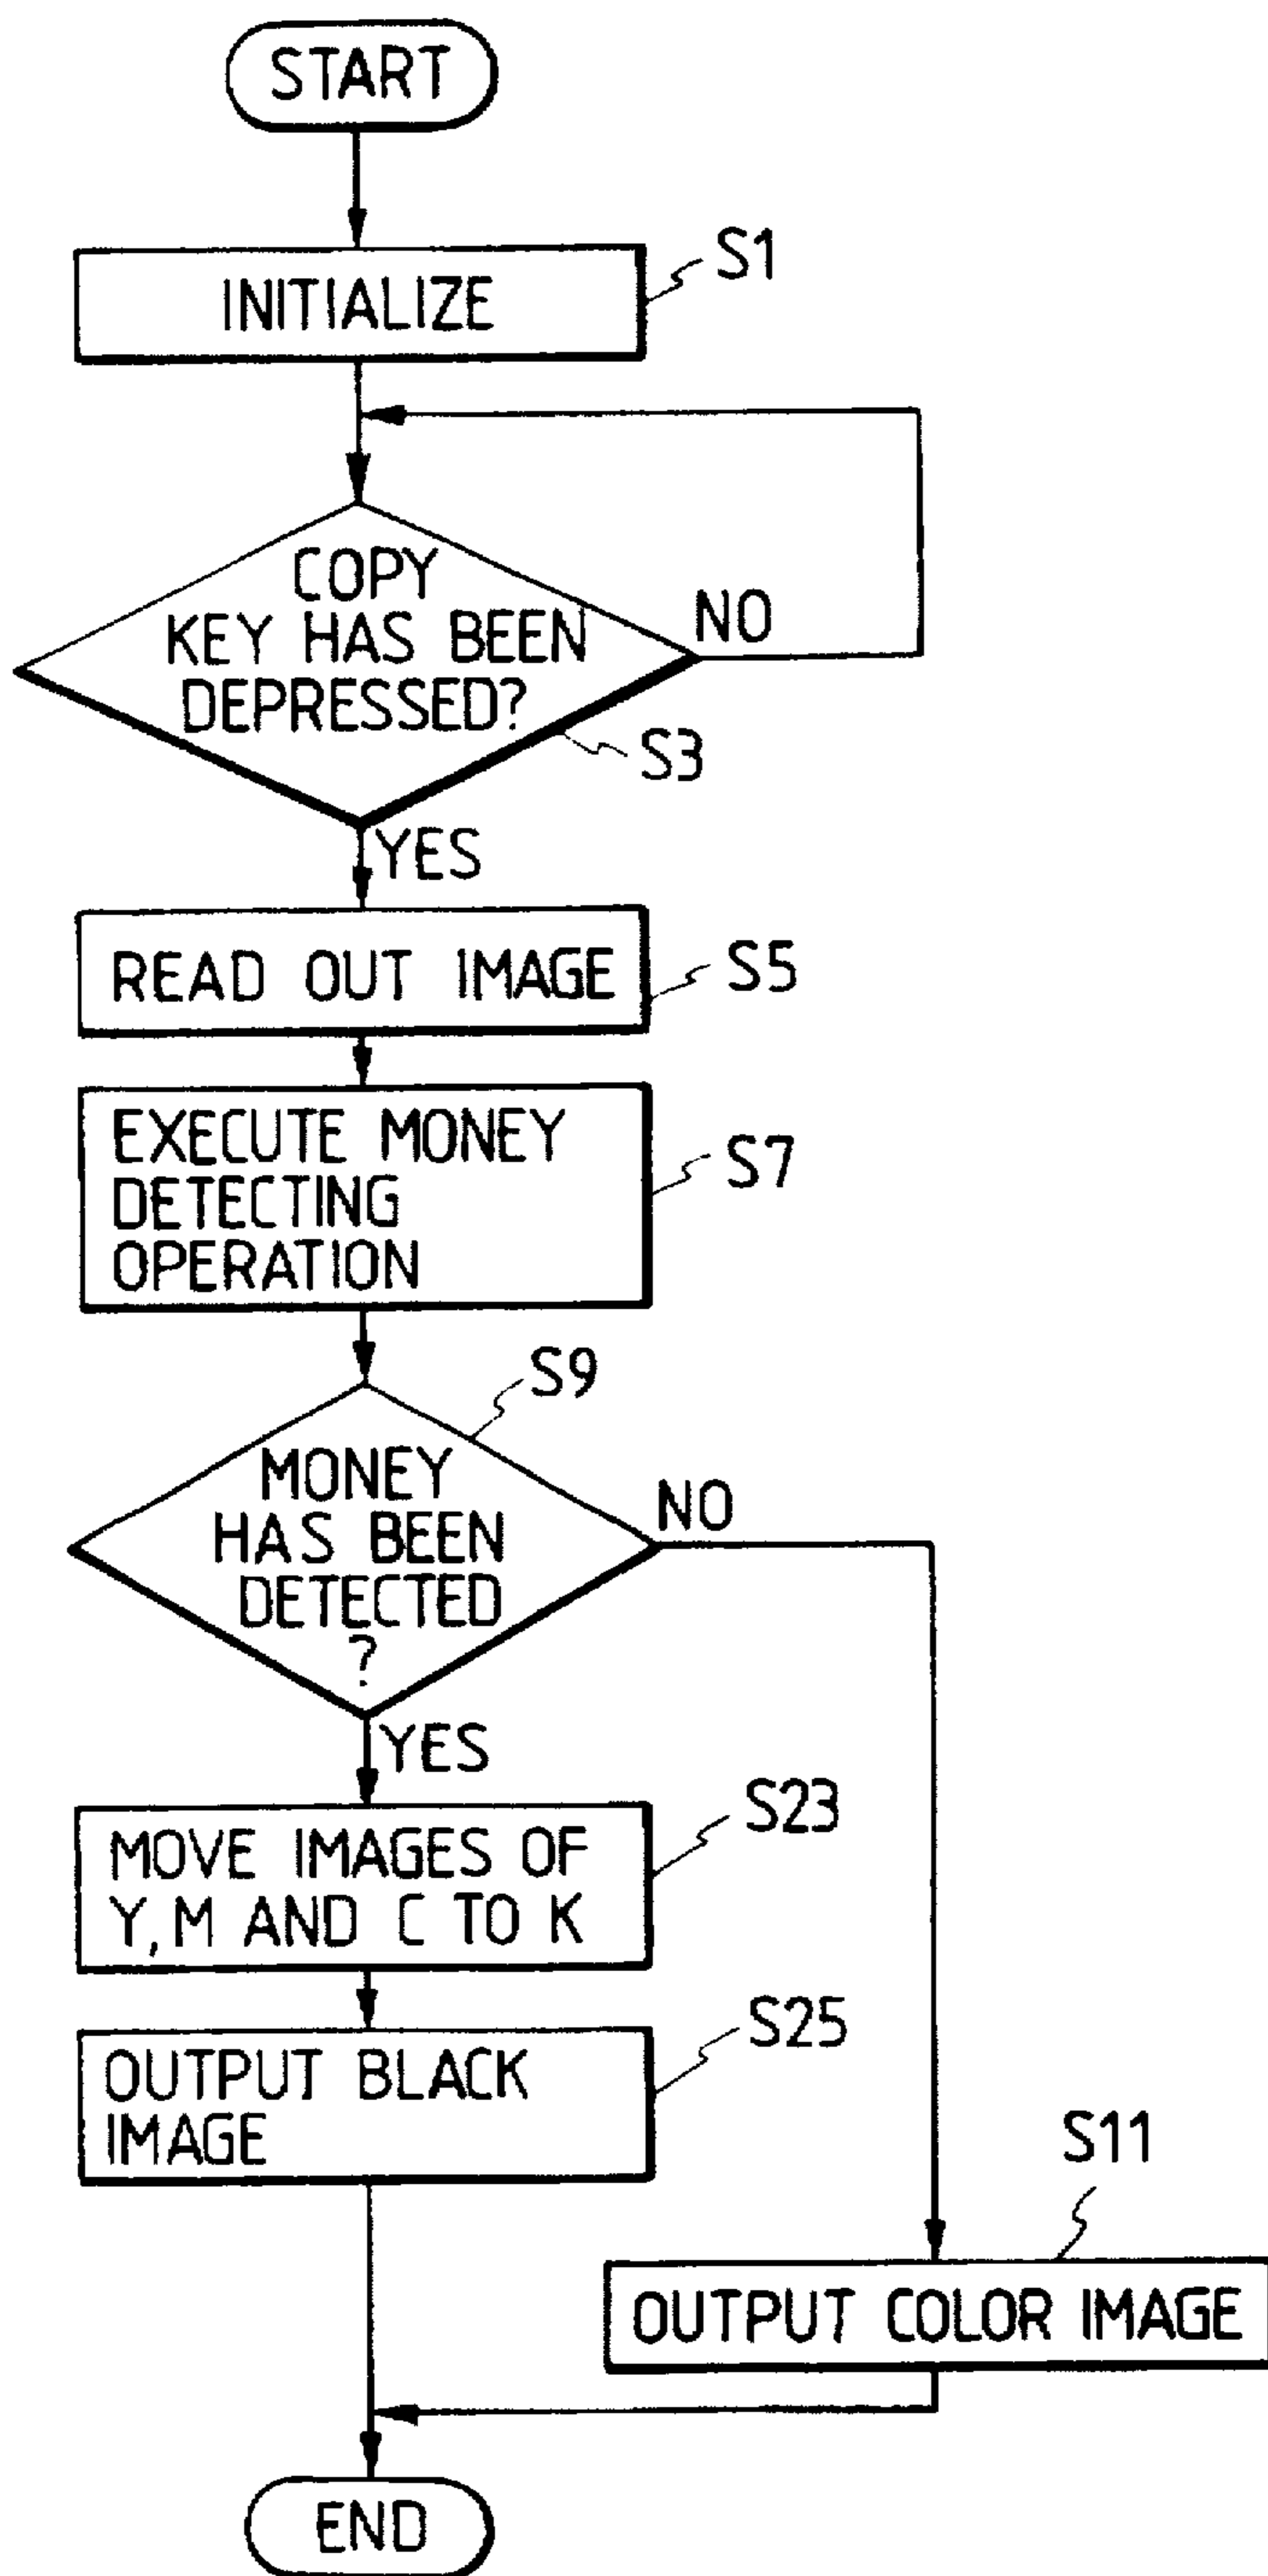 START
INITIALIZE
S1
COPY
KEY HAS BEEN
DEPRESSED?
NO
S3
YES
READ OUT IMAGE
S5
EXECUTE MONEY
DETECTING
OPERATION
S7
S9
MONEY
HAS BEEN
DETECTED
?
NO
YES
MOVE IMAGES OF
Y, M AND C TO K
S23
OUTPUT BLACK
IMAGE
S25
S11
OUTPUT COLOR IMAGE
END